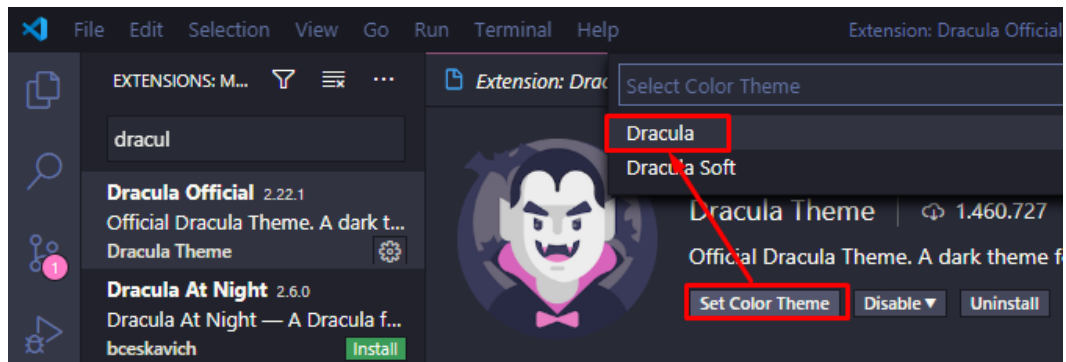 File Edit Selection View Go Run Terminal Help
Extension: Dracula Official
EXTENSIONS: M...
Extension: Drac
Select Color Theme
dracul
Dracula
Dracula Soft
Dracula Official 2.22.1
Official Dracula Theme. A dark t...
Dracula Theme
Dracula At Night 2.6.0
Dracula At Night — A Dracula f...
bceskavich Install
Dracula Theme 1.460.727
Official Dracula Theme. A dark theme f
Set Color Theme Disable Uninstall
1